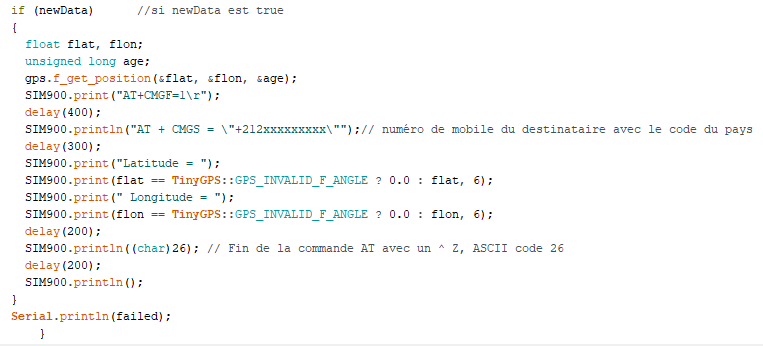 if (newData)      //si newData est true
{
  float flat, flon;
  unsigned long age;
  gps.f_get_position(&flat, &flon, &age);
  SIM900.print("AT+CMGF=1\r");
  delay(400);
  SIM900.println("AT + CMGS = \"+212xxxxxxxxx\"");// numéro de mobile du destinataire avec le code du pays
  delay(300);
  SIM900.print("Latitude = ");
  SIM900.print(flat == TinyGPS::GPS_INVALID_F_ANGLE ? 0.0 : flat, 6);
  SIM900.print(" Longitude = ");
  SIM900.print(flon == TinyGPS::GPS_INVALID_F_ANGLE ? 0.0 : flon, 6);
  delay(200);
  SIM900.println((char)26); // Fin de la commande AT avec un ^ Z, ASCII code 26
  delay(200);
  SIM900.println();
}
Serial.println(failed);
    }